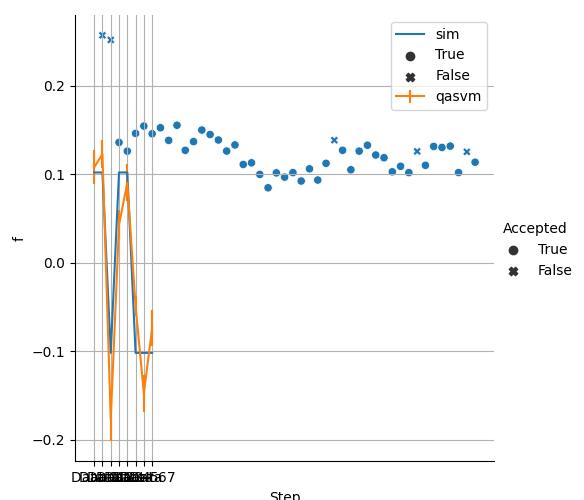 sim
True
False
qasvm
0.2
0.1
0.0
−0.1
−0.2
f
Accepted
True
False
Step